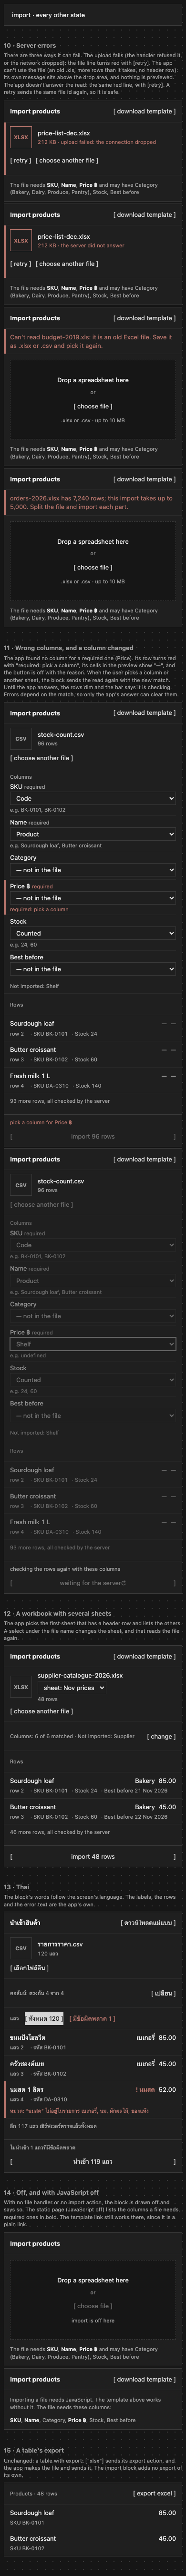 import · every other state
10 · Server errors
There are three ways it can fail. The upload fails (the handler refused it, the network dropped): the file line turns red with [retry]. The app can't use the file (an old .xls, more rows than it takes, no header row): its own message sits above the drop area, and nothing is previewed. The app doesn't answer the read: the same red line, with [retry]. A retry sends the same file id again, so it is safe.
Import products
[ download template ]
XLSX
price-list-dec.xlsx
212 KB · upload failed: the connection dropped
[ retry ] [ choose another file ]
The file needs SKU, Name, Price ฿ and may have Category
(Bakery, Dairy, Produce, Pantry), Stock, Best before
Import products
[ download template ]
XLSX
price-list-dec.xlsx
212 KB · the server did not answer
[ retry ] [ choose another file ]
The file needs SKU, Name, Price ฿ and may have Category
(Bakery, Dairy, Produce, Pantry), Stock, Best before
Import products
[ download template ]
Can't read budget-2019.xls: it is an old Excel file. Save it
as .xlsx or .csv and pick it again.
Drop a spreadsheet here
or
[ choose file ]
.xlsx or .csv · up to 10 MB
The file needs SKU, Name, Price ฿ and may have Category
(Bakery, Dairy, Produce, Pantry), Stock, Best before
Import products
[ download template ]
orders-2026.xlsx has 7,240 rows; this import takes up to
5,000. Split the file and import each part.
Drop a spreadsheet here
or
[ choose file ]
.xlsx or .csv · up to 10 MB
The file needs SKU, Name, Price ฿ and may have Category
(Bakery, Dairy, Produce, Pantry), Stock, Best before
11 · Wrong columns, and a column changed
The app found no column for a required one (Price). Its row turns red with "required: pick a column", its cells in the preview show "—", and the button is off with the reason. When the user picks a column or another sheet, the block sends the read again with the new match. Until the app answers, the rows dim and the bar says it is checking. Errors depend on the match, so only the app's answer can clear them.
Import products
[ download template ]
CSV
stock-count.csv
96 rows
[ choose another file ]
Columns
SKU required
Code
e.g. BK-0101, BK-0102
Name required
Product
e.g. Sourdough loaf, Butter croissant
Category
— not in the file
Price ฿ required
— not in the file
required: pick a column
Stock
Counted
e.g. 24, 60
Best before
— not in the file
Not imported: Shelf
Rows
Sourdough loaf — —
row 2 · SKU BK-0101 · Stock 24
Butter croissant — —
row 3 · SKU BK-0102 · Stock 60
Fresh milk 1 L — —
row 4 · SKU DA-0310 · Stock 140
93 more rows, all checked by the server
pick a column for Price ฿
[ import 96 rows ]
Import products
[ download template ]
CSV
stock-count.csv
96 rows
[ choose another file ]
Columns
SKU required
Code
e.g. BK-0101, BK-0102
Name required
Product
e.g. Sourdough loaf, Butter croissant
Category
— not in the file
Price ฿ required
Shelf
e.g. undefined
Stock
Counted
e.g. 24, 60
Best before
— not in the file
Not imported: Shelf
Rows
Sourdough loaf — —
row 2 · SKU BK-0101 · Stock 24
Butter croissant — —
row 3 · SKU BK-0102 · Stock 60
Fresh milk 1 L — —
row 4 · SKU DA-0310 · Stock 140
93 more rows, all checked by the server
checking the rows again with these columns
[ waiting for the server ]
12 · A workbook with several sheets
The app picks the first sheet that has a header row and lists the others. A select under the file name changes the sheet, and that reads the file again.
Import products
[ download template ]
XLSX
supplier-catalogue-2026.xlsx
sheet: Nov prices
48 rows
[ choose another file ]
Columns: 6 of 6 matched · Not imported: Supplier
[ change ]
Rows
Sourdough loaf Bakery 85.00
row 2 · SKU BK-0101 · Stock 24 · Best before 21 Nov 2026
Butter croissant Bakery 45.00
row 3 · SKU BK-0102 · Stock 60 · Best before 22 Nov 2026
46 more rows, all checked by the server
[ import 48 rows ]
13 · Thai
The block's words follow the screen's language. The labels, the rows and the error text are the app's own.
นำเข้าสินค้า
[ ดาวน์โหลดแม่แบบ ]
CSV
รายการราคา.csv
120 แถว
[ เลือกไฟล์อื่น ]
คอลัมน์: ตรงกัน 4 จาก 4
[ เปลี่ยน ]
แถว [ ทั้งหมด 120 ] [ มีข้อผิดพลาด 1 ]
ขนมปังโฮลวีต เบเกอรี่ 85.00
แถว 2 · รหัส BK-0101
ครัวซองต์เนย เบเกอรี่ 45.00
แถว 3 · รหัส BK-0102
นมสด 1 ลิตร ! นมสด 52.00
แถว 4 · รหัส DA-0310
หมวด: "นมสด" ไม่อยู่ในรายการ เบเกอรี่, นม, ผักผลไม้, ของแห้ง
อีก 117 แถว เซิร์ฟเวอร์ตรวจแล้วทั้งหมด
ไม่นำเข้า 1 แถวที่มีข้อผิดพลาด
[ นำเข้า 119 แถว ]
14 · Off, and with JavaScript off
With no file handler or no import action, the block is drawn off and says so. The static page (JavaScript off) lists the columns a file needs, required ones in bold. The template link still works there, since it is a plain link.
Import products
Drop a spreadsheet here
or
[ choose file ]
import is off here
The file needs SKU, Name, Price ฿ and may have Category
(Bakery, Dairy, Produce, Pantry), Stock, Best before
Import products
[ download template ]
Importing a file needs JavaScript. The template above works
without it. The file needs these columns:
SKU, Name, Category, Price ฿, Stock, Best before
15 · A table's export
Unchanged: a table with export: ["xlsx"] sends its export action, and the app makes the file and sends it. The import block adds no export of its own.
Products · 48 rows
[ export excel ]
Sourdough loaf 85.00
SKU BK-0101
Butter croissant 45.00
SKU BK-0102